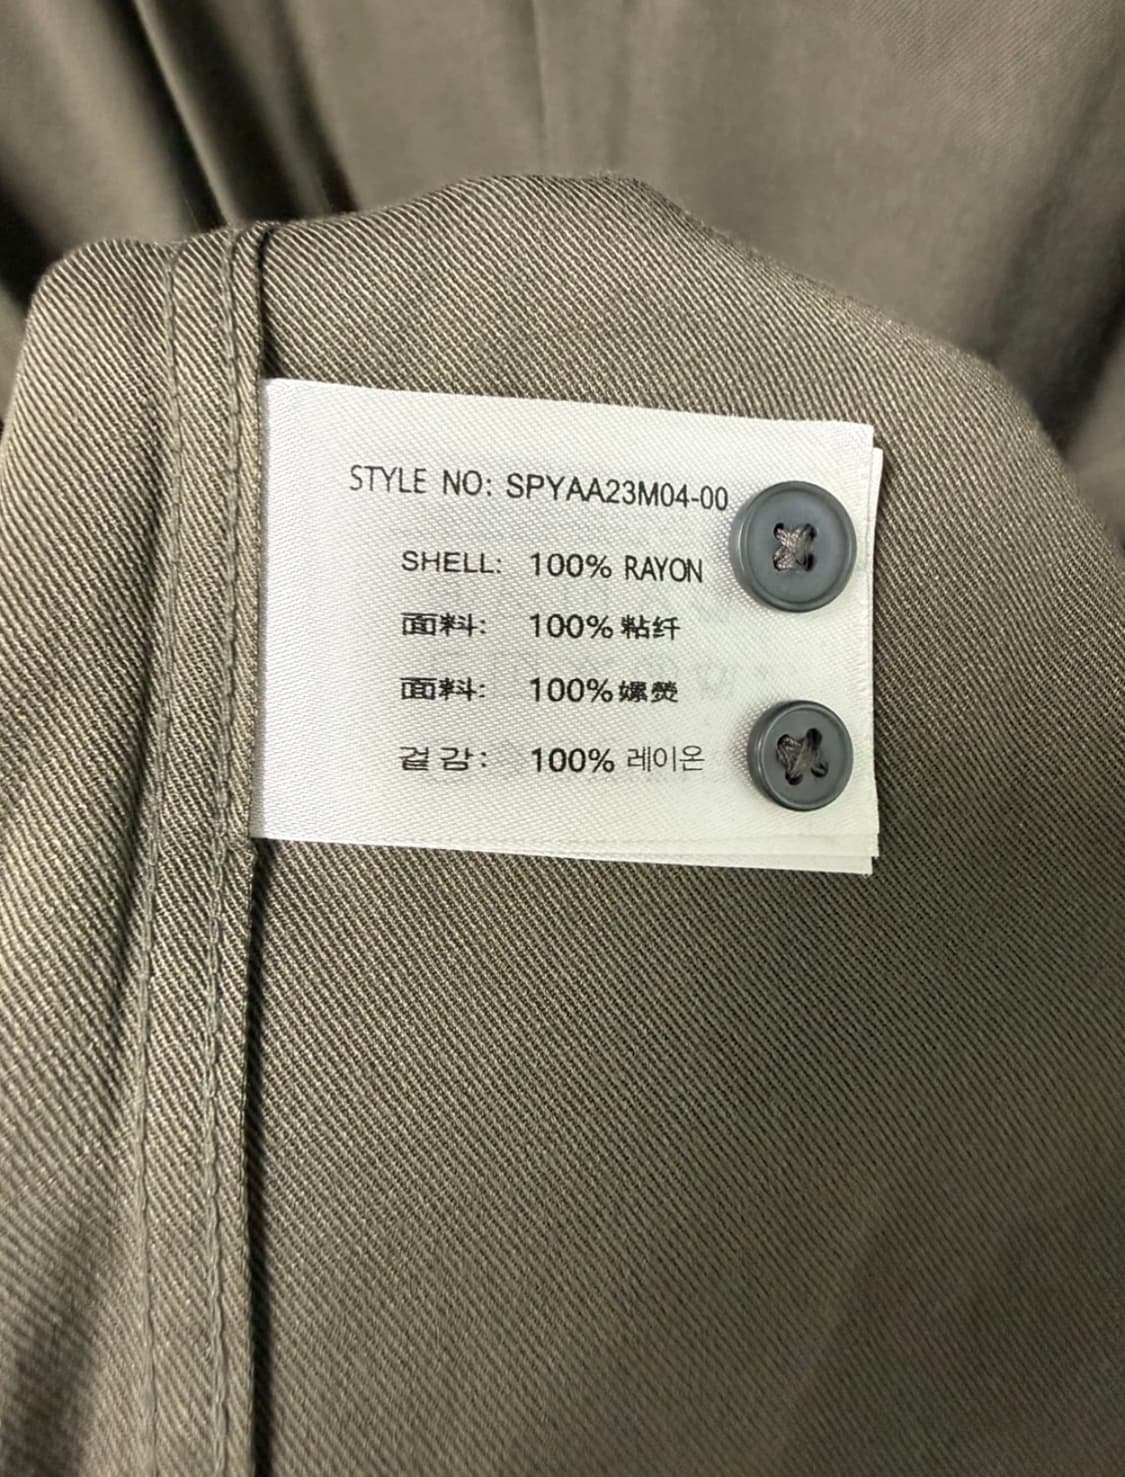 STYLE NO: SPYAA23M04-00
SHELL: 100% RAYON
面料: 100% 粘纤
面料: 100% 嫘縈
겉감: 100% 레이온